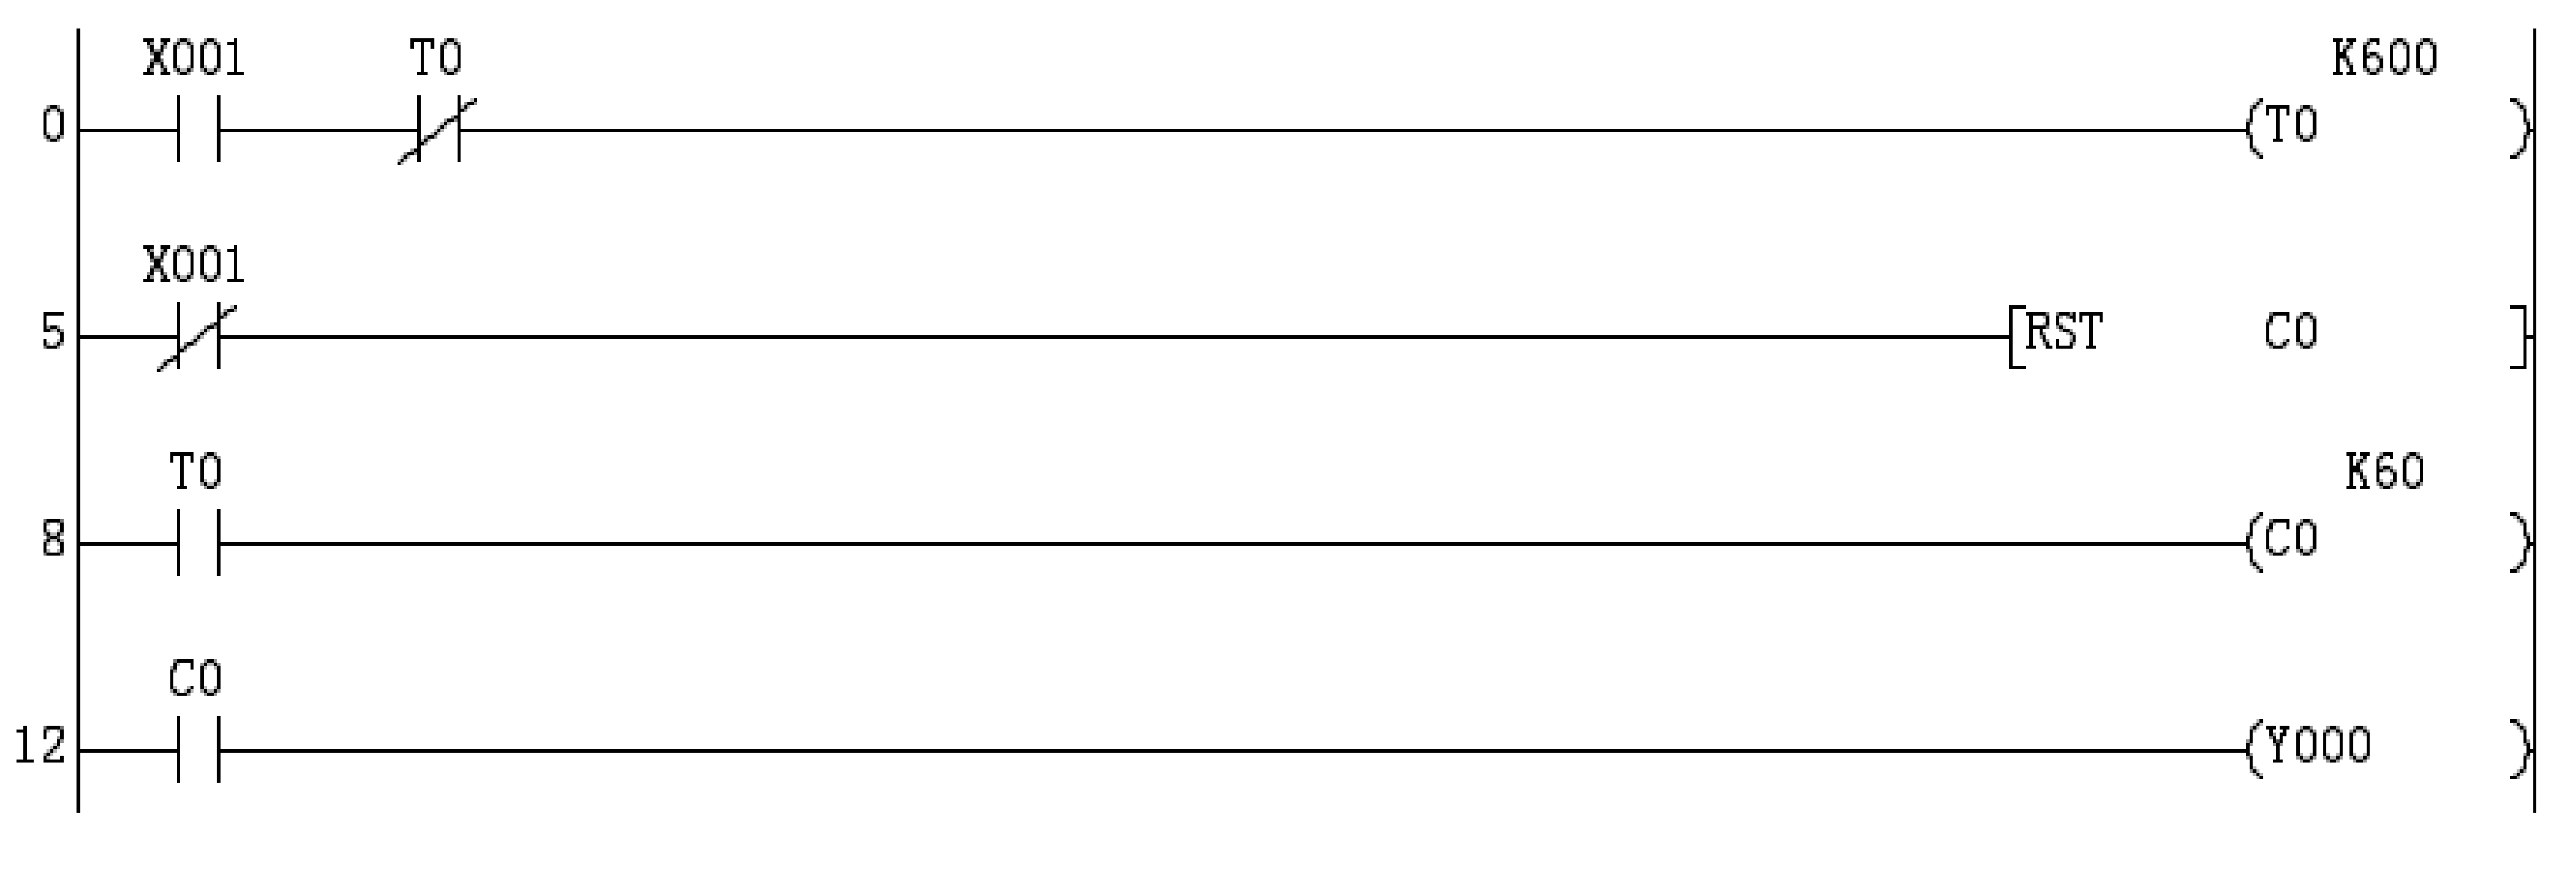 X001 T0 K600
0 (T0 )
X001
5 [RST C0 ]
T0 K60
8 (C0 )
C0
12 (Y000 )